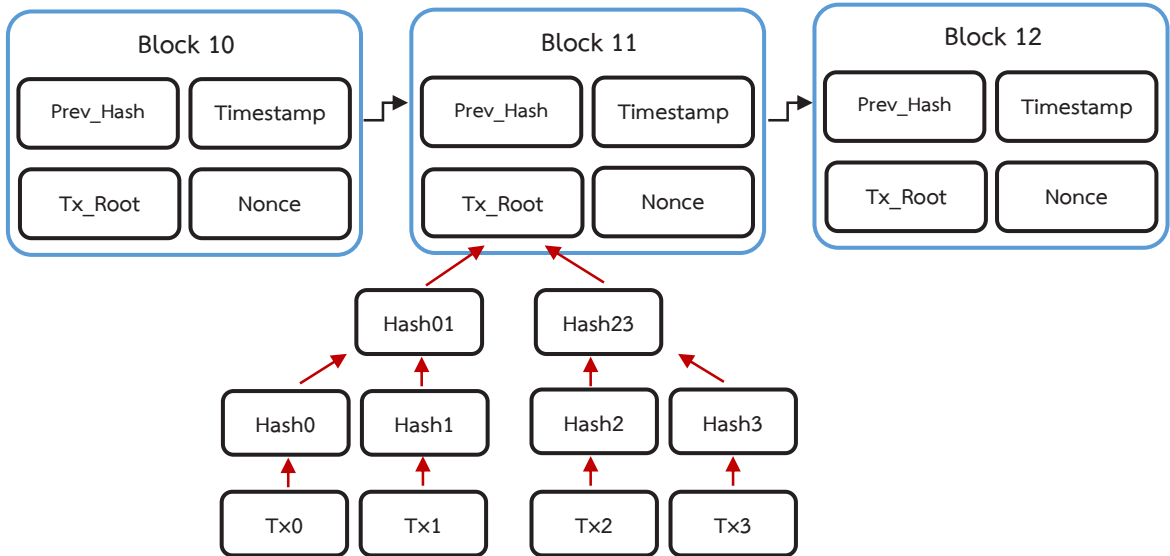 Block 10
Block 11
Block 12
Prev_Hash
Timestamp
Prev_Hash
Timestamp
Prev_Hash
Timestamp
Tx_Root
Nonce
Tx_Root
Nonce
Tx_Root
Nonce
Hash01
Hash23
Hash0
Hash1
Hash2
Hash3
Tx0
Tx1
Tx2
Tx3